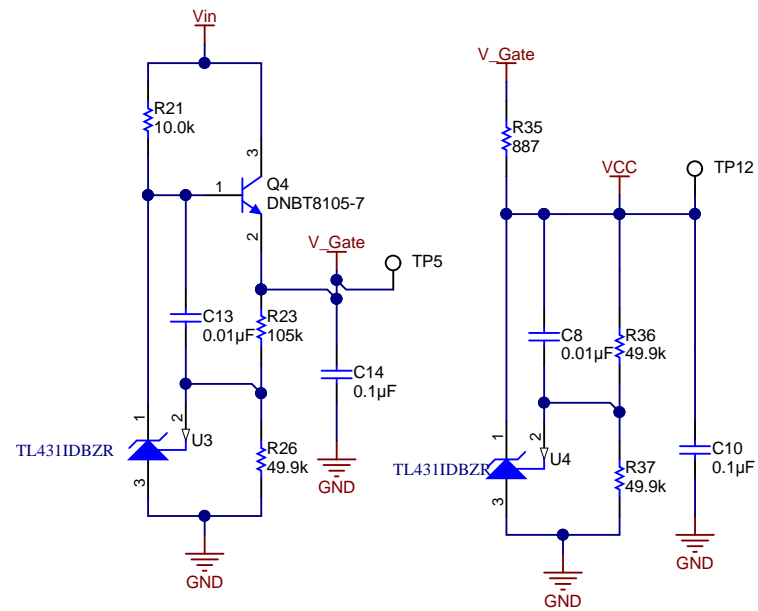 Vin
R21
10.0k
3
1
Q4
DNBT8105-7
2
V_Gate
TP5
C13
0.01µF
R23
105k
C14
0.1µF
1
2
U3
TL431IDBZR
3
R26
49.9k
GND
GND
V_Gate
R35
887
VCC
TP12
C8
0.01µF
R36
49.9k
1
2
U4
TL431IDBZR
3
R37
49.9k
C10
0.1µF
GND
GND